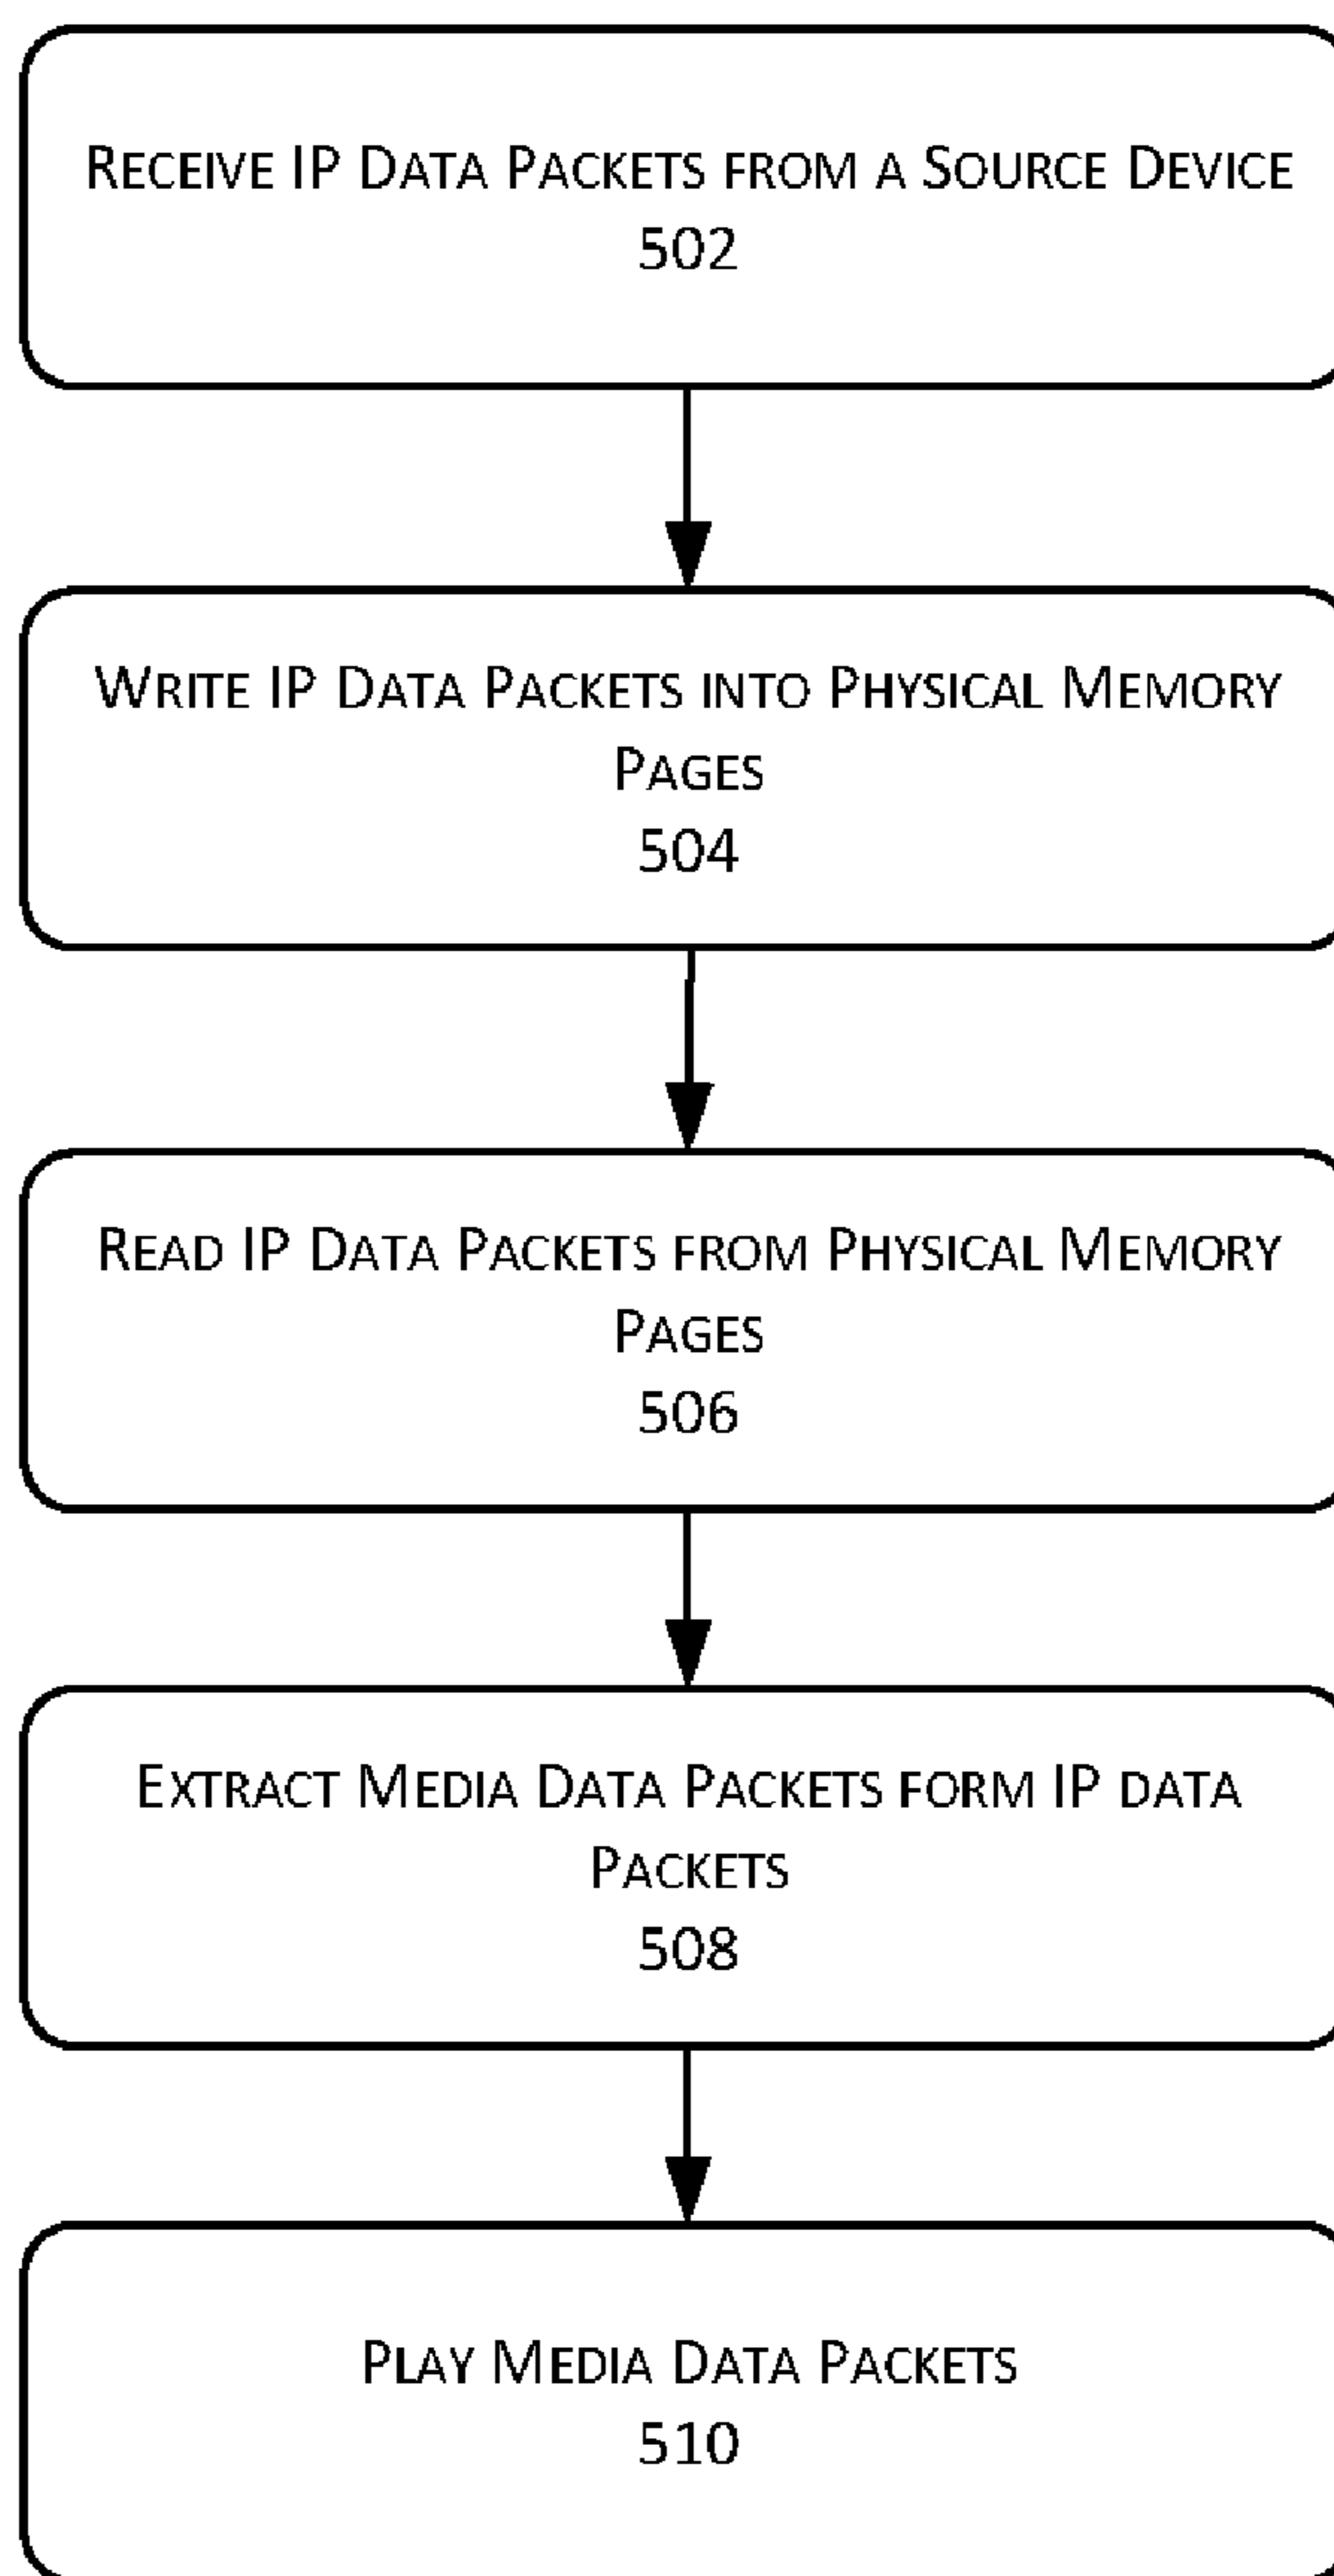 Receive IP Data Packets from a Source Device
502
Write IP Data Packets into Physical Memory
Pages
504
Read IP Data Packets from Physical Memory
Pages
506
Extract Media Data Packets form IP data
Packets
508
Play Media Data Packets
510